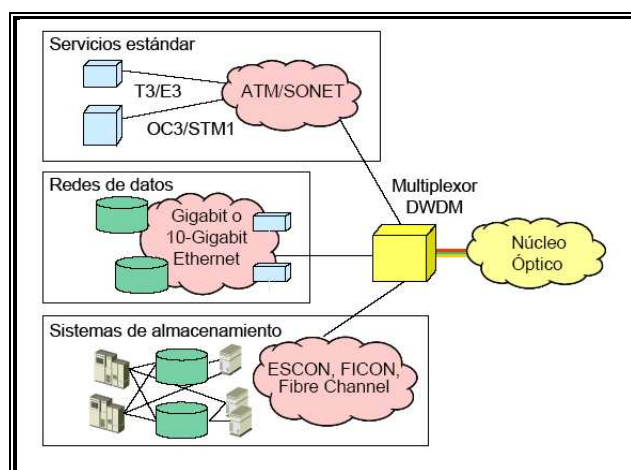 Servicios estándar
T3/E3
OC3/STM1
ATM/SONET
Redes de datos
Gigabit o
10-Gigabit
Ethernet
Multiplexor
DWDM
Núcleo
Óptico
Sistemas de almacenamiento
ESCON, FICON,
Fibre Channel